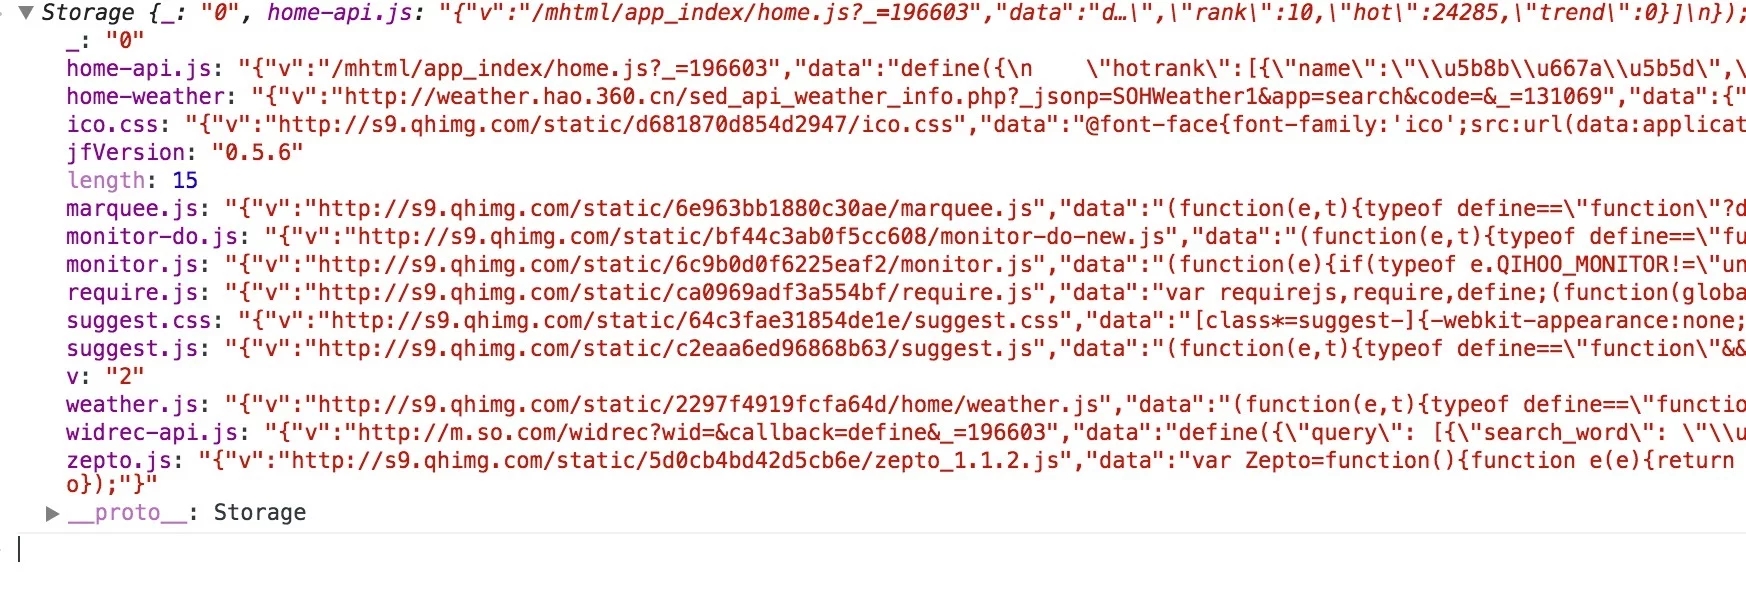 ▼Storage {_: "0", home-api.js: "{"v":"/mhtml/app_index/home.js?_=196603","data":"d…\",\"rank\":10,\"hot\":24285,\"trend\":0}]\n});
_: "0"
home-api.js: "{"v":"/mhtml/app_index/home.js?_=196603","data":"define({\n    \"hotrank\":[{\"name\":\"\\u5b8b\\u667a\\u5b5d\",\
home-weather: "{"v":"http://weather.hao.360.cn/sed_api_weather_info.php?_jsonp=SOHWeather1&app=search&code=&_=131069","data":{"
ico.css: "{"v":"http://s9.qhimg.com/static/d681870d854d2947/ico.css","data":"@font-face{font-family:'ico';src:url(data:applicat
jfVersion: "0.5.6"
length: 15
marquee.js: "{"v":"http://s9.qhimg.com/static/6e963bb1880c30ae/marquee.js","data":"(function(e,t){typeof define==\"function\"?d
monitor-do.js: "{"v":"http://s9.qhimg.com/static/bf44c3ab0f5cc608/monitor-do-new.js","data":"(function(e,t){typeof define==\"fu
monitor.js: "{"v":"http://s9.qhimg.com/static/6c9b0d0f6225eaf2/monitor.js","data":"(function(e){if(typeof e.QIHOO_MONITOR!=\"un
require.js: "{"v":"http://s9.qhimg.com/static/ca0969adf3a554bf/require.js","data":"var requirejs,require,define;(function(globa
suggest.css: "{"v":"http://s9.qhimg.com/static/64c3fae31854de1e/suggest.css","data":"[class*=suggest-]{-webkit-appearance:none;
suggest.js: "{"v":"http://s9.qhimg.com/static/c2eaa6ed96868b63/suggest.js","data":"(function(e,t){typeof define==\"function\"&&
v: "2"
weather.js: "{"v":"http://s9.qhimg.com/static/2297f4919fcfa64d/home/weather.js","data":"(function(e,t){typeof define==\"functio
widrec-api.js: "{"v":"http://m.so.com/widrec?wid=&callback=define&_=196603","data":"define({\"query\": [{\"search_word\": \"\\u
zepto.js: "{"v":"http://s9.qhimg.com/static/5d0cb4bd42d5cb6e/zepto_1.1.2.js","data":"var Zepto=function(){function e(e){return
o});"}"
▶__proto__: Storage